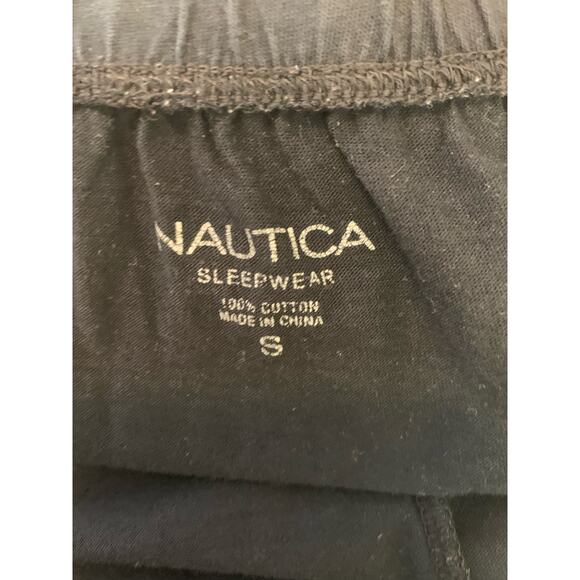 NAUTICA
SLEEPWEAR
100% COTTON
MADE IN CHINA
S